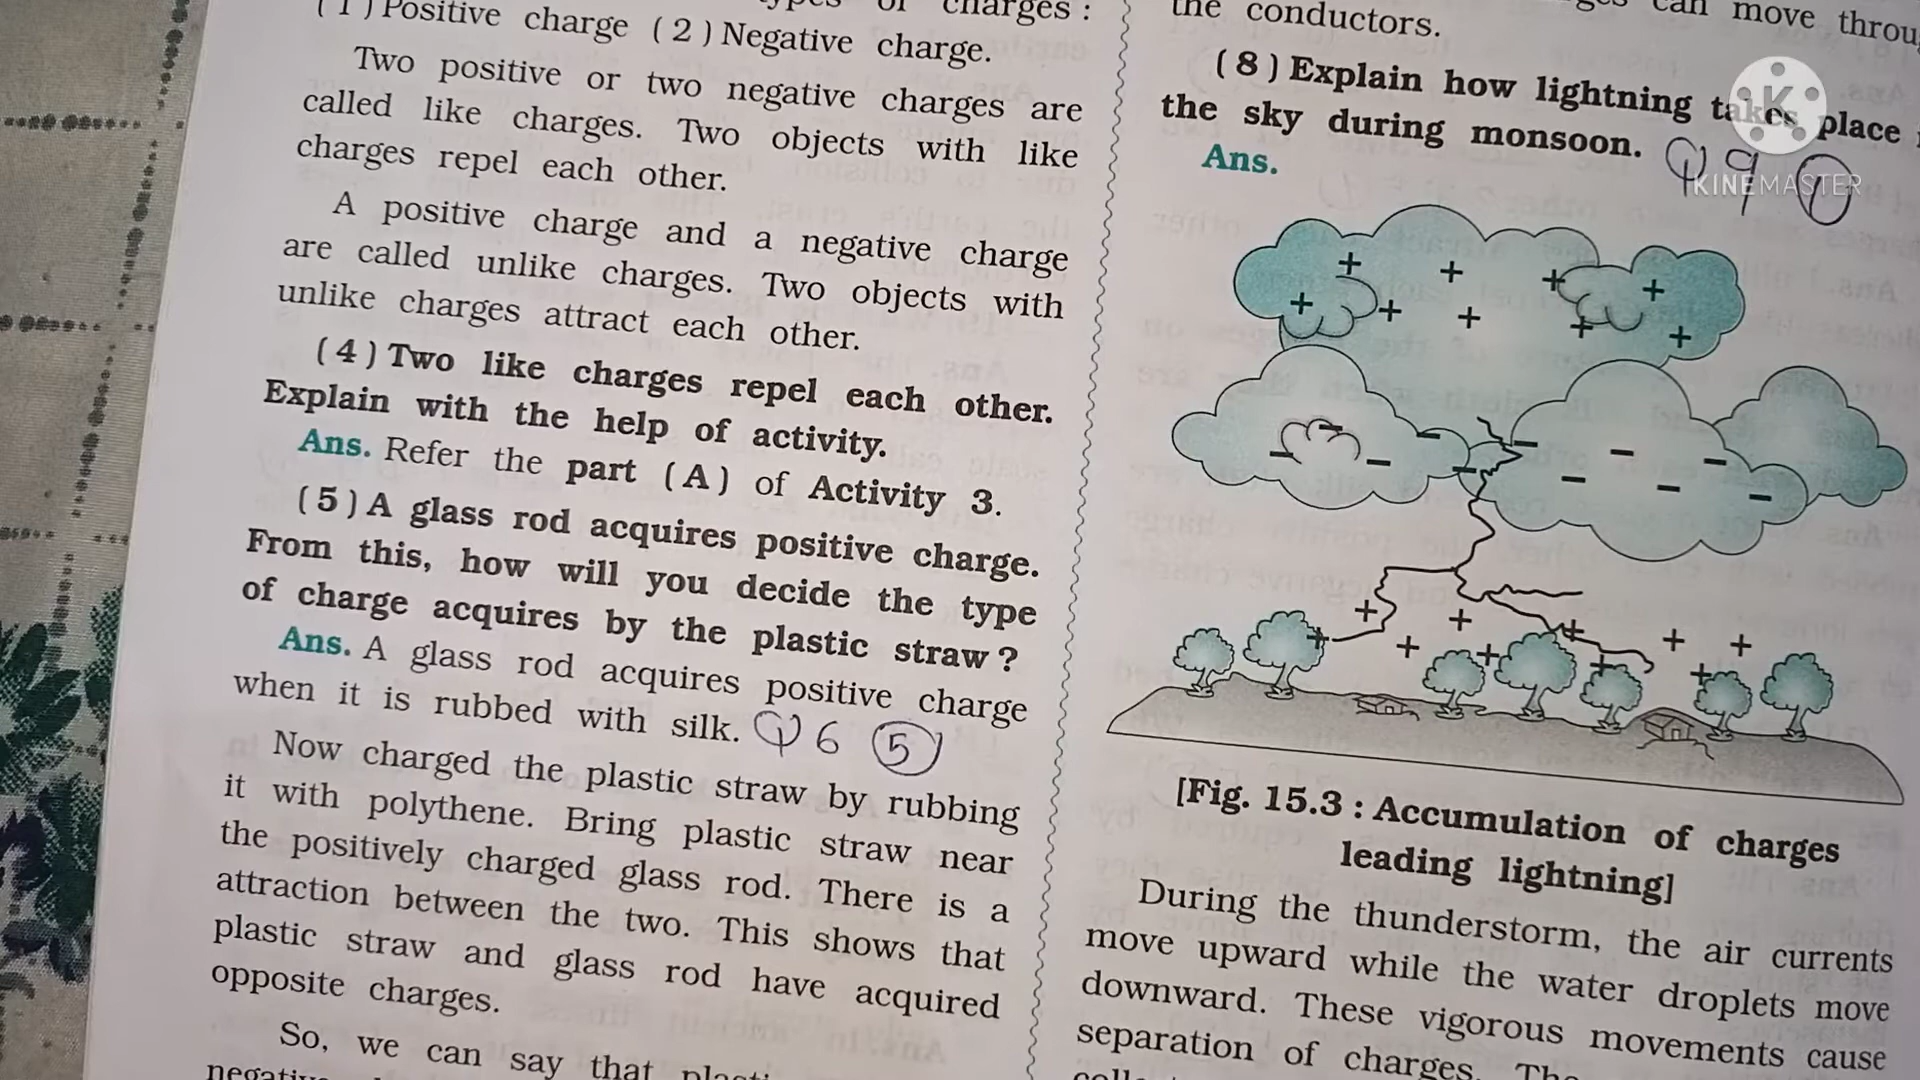 charges :
( 1 ) Positive charge ( 2 ) Negative charge.
Two positive or two negative charges are
called like charges. Two objects with like
charges repel each other.
A positive charge and a negative charge
are called unlike charges. Two objects with
unlike charges attract each other.
( 4 ) Two like charges repel each other.
Explain with the help of activity.
Ans. Refer the part ( A ) of Activity 3.
( 5 ) A glass rod acquires positive charge.
From this, how will you decide the type
of charge acquires by the plastic straw ?
Ans. A glass rod acquires positive charge
when it is rubbed with silk. 6 5
Now charged the plastic straw by rubbing
it with polythene. Bring plastic straw near
the positively charged glass rod. There is a
attraction between the two. This shows that
plastic straw and glass rod have acquired
opposite charges.
So, we can say that
can move
the conductors.
( 8 ) Explain how lightning takes place
the sky during monsoon.
Ans. 9
K
KINEMASTER
+ + + + + + + + + +
- - - - - - - - - - -
+ + + + + + + + + +
[Fig. 15.3 : Accumulation of charges
leading lightning]
During the thunderstorm, the air currents
move upward while the water droplets move
downward. These vigorous movements cause
separation of charges.